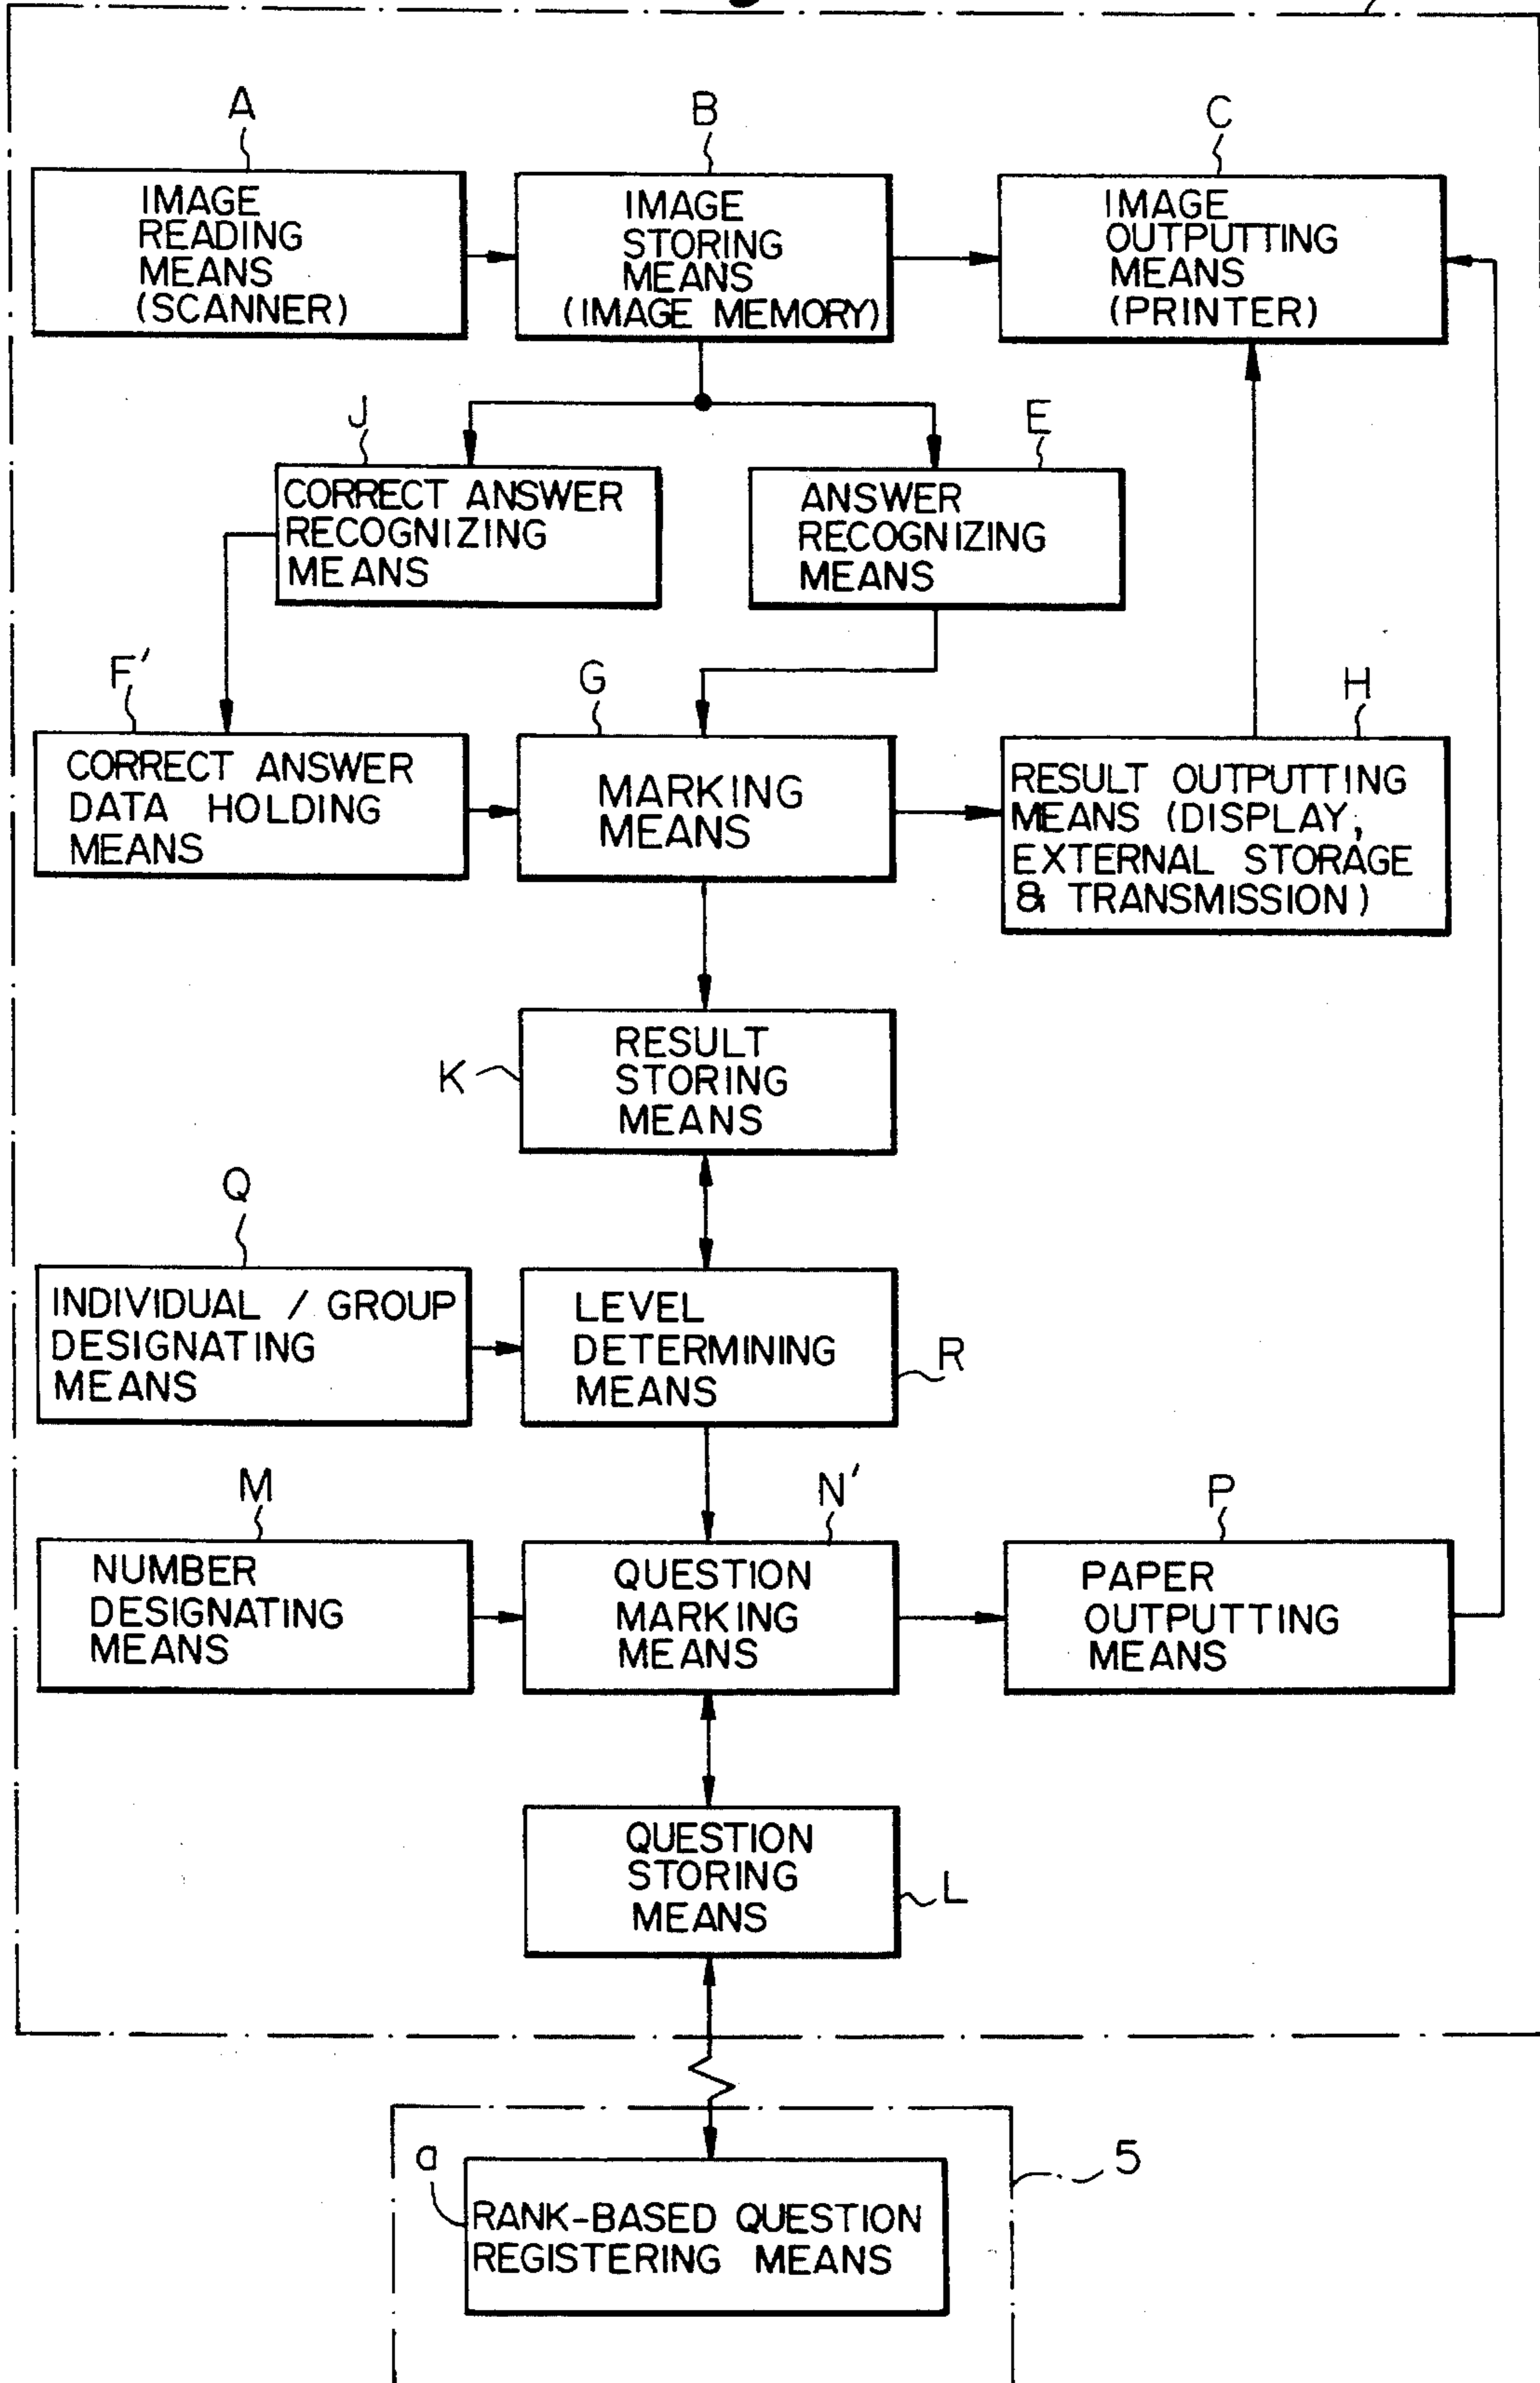 A
B
C
IMAGE
READING
MEANS
(SCANNER)
IMAGE
STORING
MEANS
(IMAGE MEMORY)
IMAGE
OUTPUTTING
MEANS
(PRINTER)
J
E
CORRECT ANSWER
RECOGNIZING
MEANS
ANSWER
RECOGNIZING
MEANS
F'
G
H
CORRECT ANSWER
DATA HOLDING
MEANS
MARKING
MEANS
RESULT OUTPUTTING
MEANS (DISPLAY,
EXTERNAL STORAGE
& TRANSMISSION)
K
RESULT
STORING
MEANS
Q
INDIVIDUAL / GROUP
DESIGNATING
MEANS
LEVEL
DETERMINING
MEANS
R
M
N'
P
NUMBER
DESIGNATING
MEANS
QUESTION
MARKING
MEANS
PAPER
OUTPUTTING
MEANS
QUESTION
STORING
MEANS
L
a
5
RANK-BASED QUESTION
REGISTERING MEANS